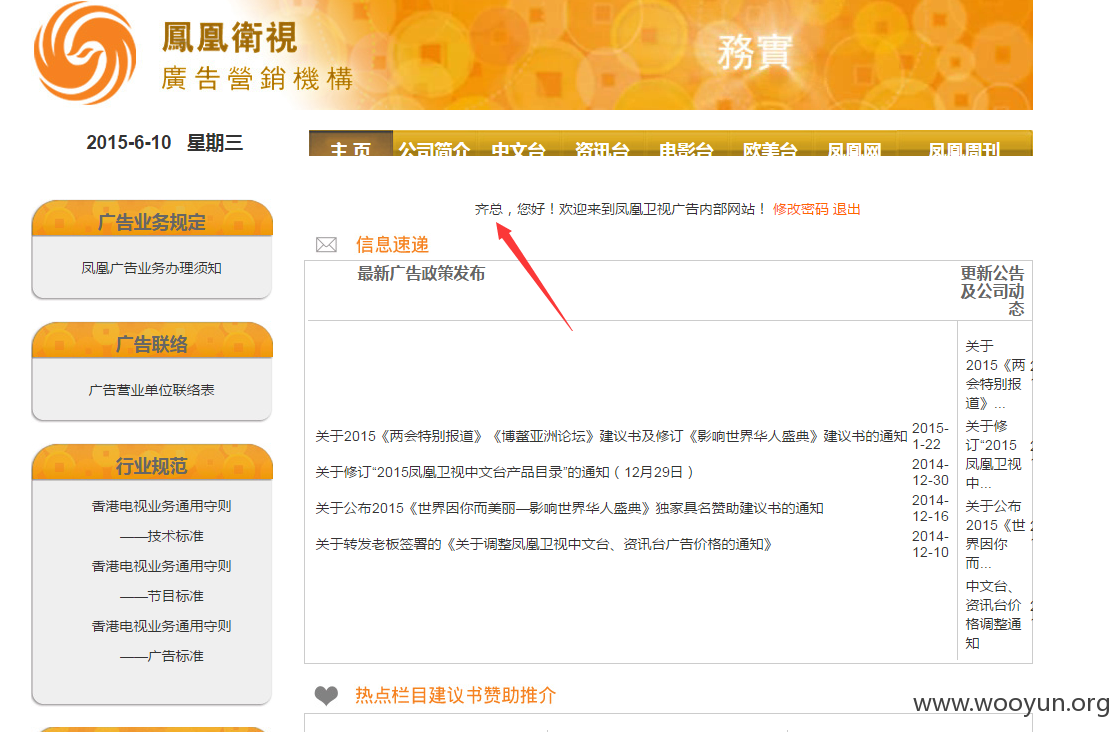 鳳凰衛視
廣告營銷機構
務實
2015-6-10 星期三
主 页 公司简介 中文台 资讯台 电影台 欧美台 凤凰网 凤凰周刊
齐总，您好！欢迎来到凤凰卫视广告内部网站！ 修改密码 退出
广告业务规定
凤凰广告业务办理须知
广告联络
广告营业单位联络表
行业规范
香港电视业务通用守则
——技术标准
香港电视业务通用守则
——节目标准
香港电视业务通用守则
——广告标准
信息速递
最新广告政策发布
关于2015《两会特别报道》《博鳌亚洲论坛》建议书及修订《影响世界华人盛典》建议书的通知
2015-
1-22
关于修订“2015凤凰卫视中文台产品目录”的通知（12月29日）
2014-
12-30
关于公布2015《世界因你而美丽—影响世界华人盛典》独家具名赞助建议书的通知
2014-
12-16
关于转发老板签署的《关于调整凤凰卫视中文台、资讯台广告价格的通知》
2014-
12-10
更新公告
及公司动
态
关于
2015《两
会特别报
道》...
关于修
订“2015
凤凰卫视
中...
关于公布
2015《世
界因你
而...
中文台、
资讯台价
格调整通
知
热点栏目建议书赞助推介
www.wooyun.org